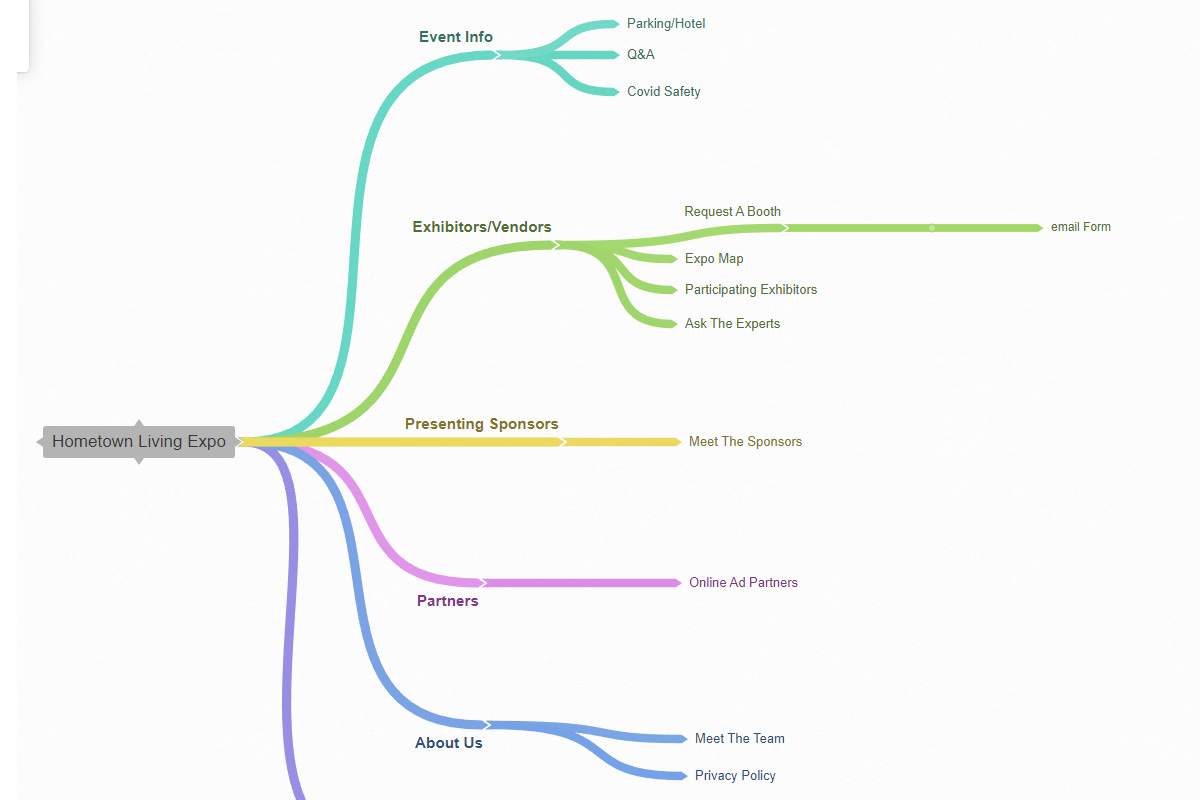 Event Info
Parking/Hotel
Q&A
Covid Safety
Exhibitors/Vendors
Request A Booth
email Form
Expo Map
Participating Exhibitors
Ask The Experts
Hometown Living Expo
Presenting Sponsors
Meet The Sponsors
Partners
Online Ad Partners
About Us
Meet The Team
Privacy Policy